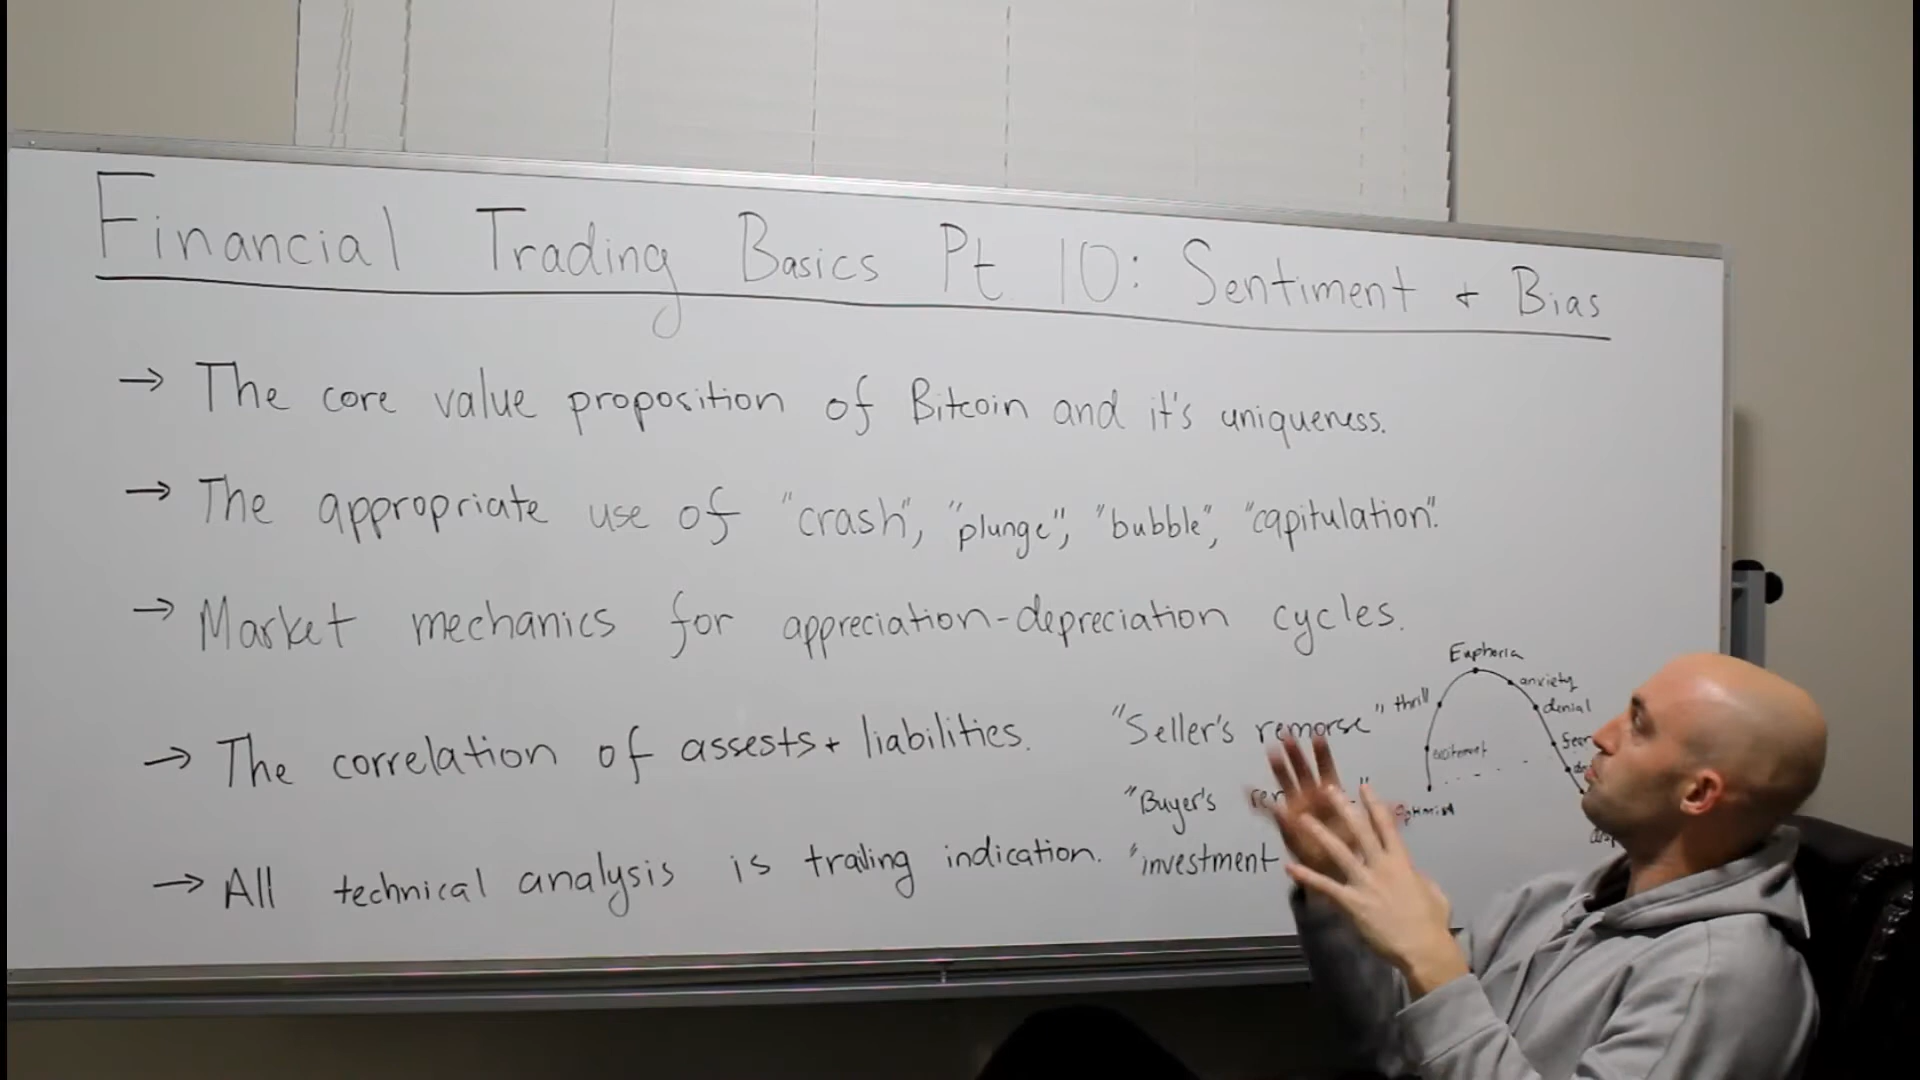 Financial Trading Basics Pt 10: Sentiment + Bias
→ The core value proposition of Bitcoin and it's uniqueness.
→ The appropriate use of "crash", "plunge", "bubble", "capitulation".
→ Market mechanics for appreciation-depreciation cycles.
→ The correlation of assests + liabilities.
→ All technical analysis is trailing indication.
"Seller's remorse"
"Buyer's
"investment
Euphoria
thrill
anxiety
denial
excitement